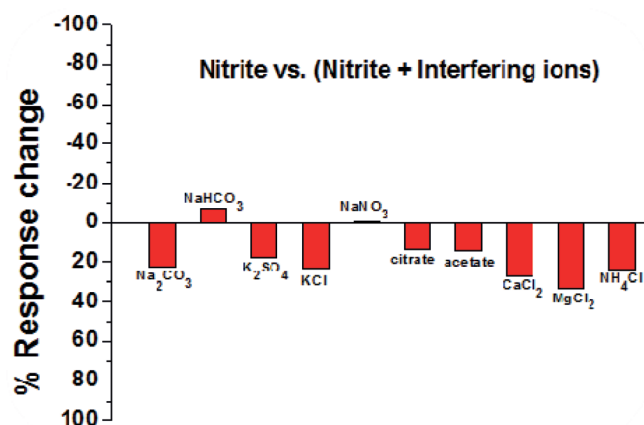 Nitrite vs. (Nitrite + Interfering ions)
% Response change
-100
-80
-60
-40
-20
0
20
40
60
80
100
Na₂CO₃
NaHCO₃
K₂SO₄
KCl
NaNO₃
citrate
acetate
CaCl₂
MgCl₂
NH₄Cl